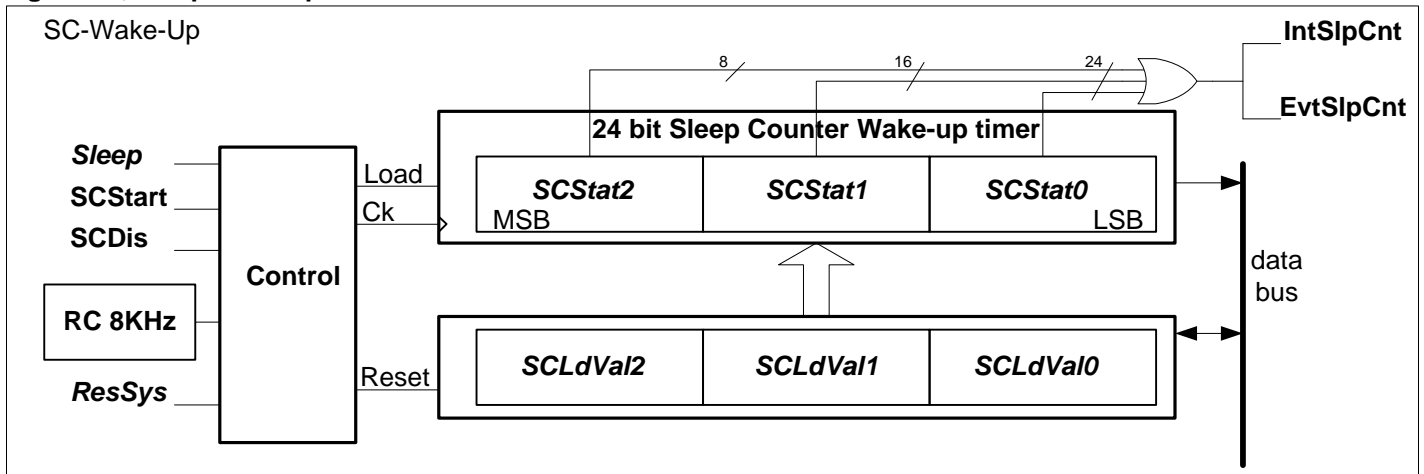 SC-Wake-Up
IntSlpCnt
8
16
24
EvtSlpCnt
24 bit Sleep Counter Wake-up timer
Sleep
SCStart
SCDis
RC 8KHz
ResSys
Control
Load
Ck
Reset
SCStat2
SCStat1
SCStat0
MSB
LSB
SCLdVal2
SCLdVal1
SCLdVal0
data
bus